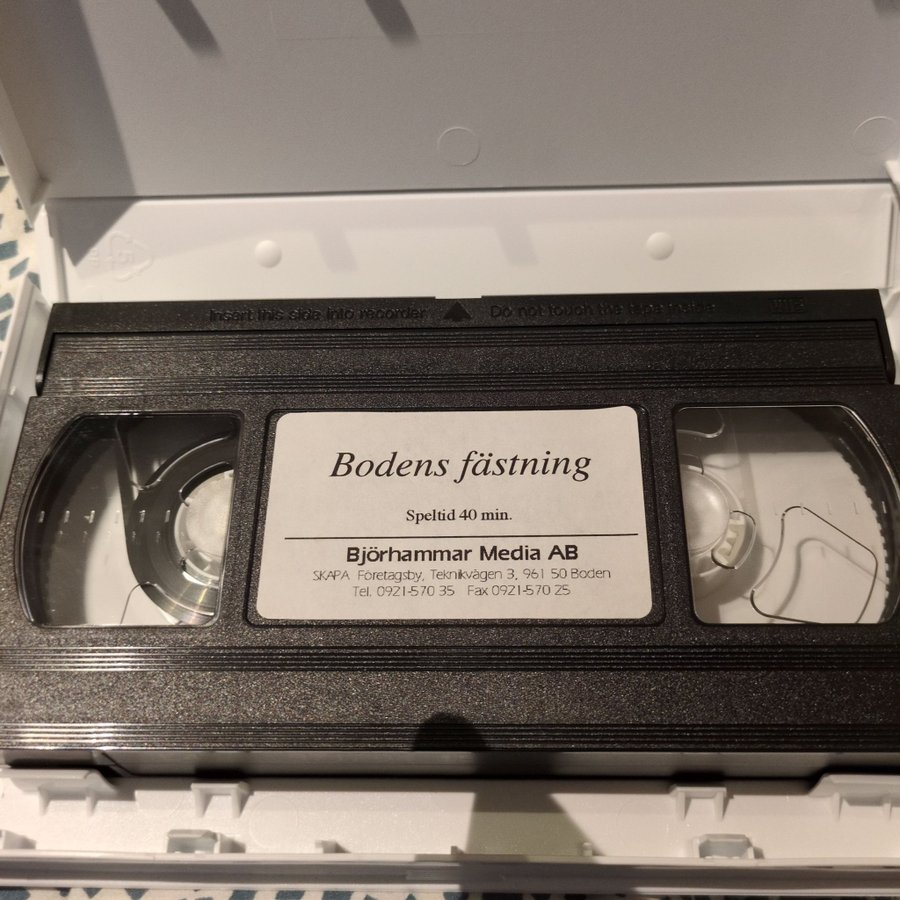 Insert this side into recorder ▲ Do not touch the tape inside
Bodens fästning
Speltid 40 min.
Björhammar Media AB
SKAPA Företagsby, Teknikvägen 3, 961 50 Boden
Tel. 0921-570 35 Fax 0921-570 25